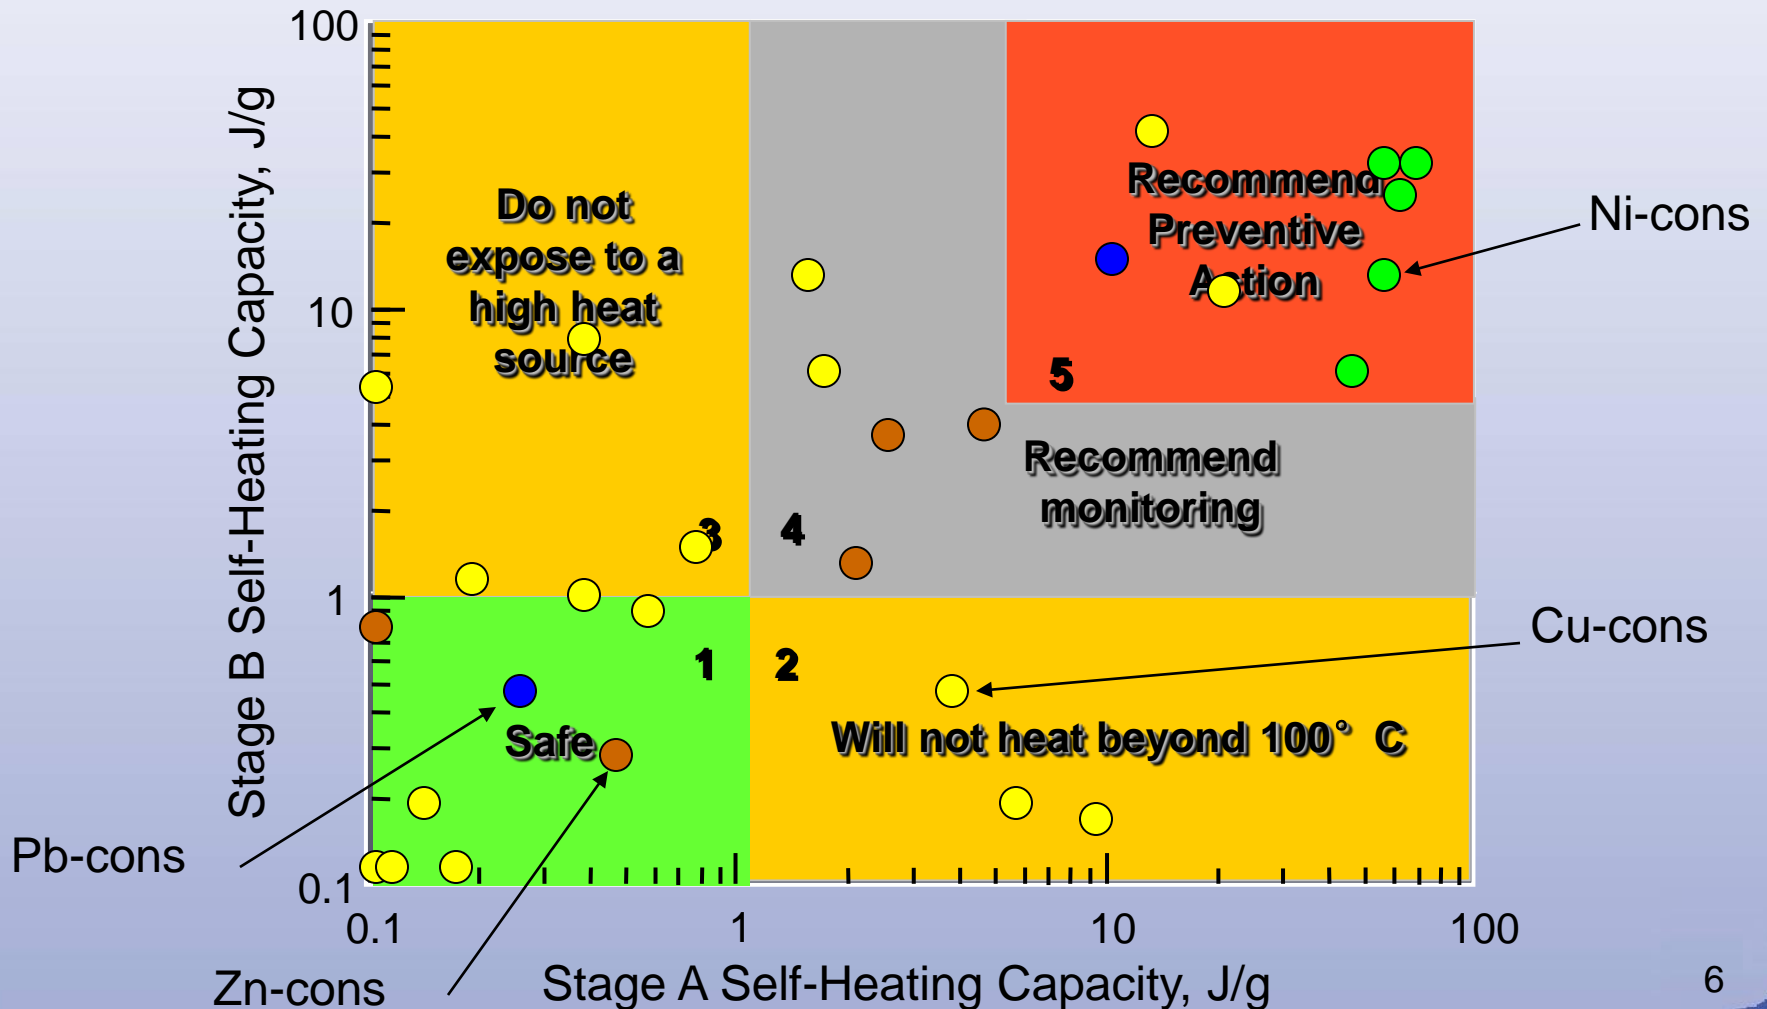 100
Stage B Self-Heating Capacity, J/g
Do not
expose to a
high heat
source
Recommend
Preventive
Action
Ni-cons
10
5
Recommend
monitoring
3
4
1
Cu-cons
1
2
Safe
Will not heat beyond 100° C
Pb-cons
0.1
0.1
1
10
100
Zn-cons
Stage A Self-Heating Capacity, J/g
6